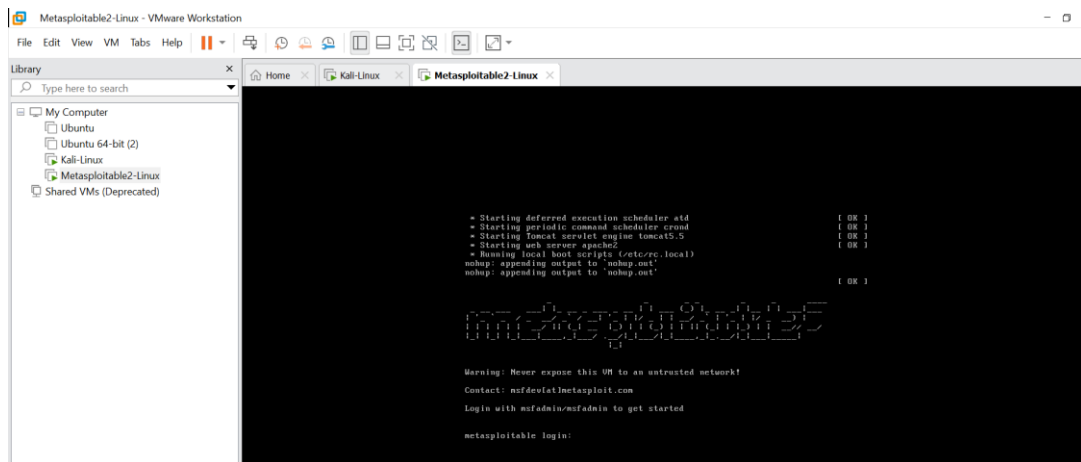 Metasploitable2-Linux - VMware Workstation
File Edit View VM Tabs Help
Library
Type here to search
Home
Kali-Linux
Metasploitable2-Linux
My Computer
Ubuntu
Ubuntu 64-bit (2)
Kali-Linux
Metasploitable2-Linux
Shared VMs (Deprecated)
* Starting deferred execution scheduler atd [ OK ]
* Starting periodic command scheduler crond [ OK ]
* Starting Tomcat servlet engine tomcat5.5 [ OK ]
* Starting web server apache2 [ OK ]
* Running local boot scripts (/etc/rc.local)
nohup: appending output to `nohup.out'
nohup: appending output to `nohup.out'
[ OK ]
metasploitable2
Warning: Never expose this VM to an untrusted network!
Contact: msfdev[at]metasploit.com
Login with msfadmin/msfadmin to get started
metasploitable login: